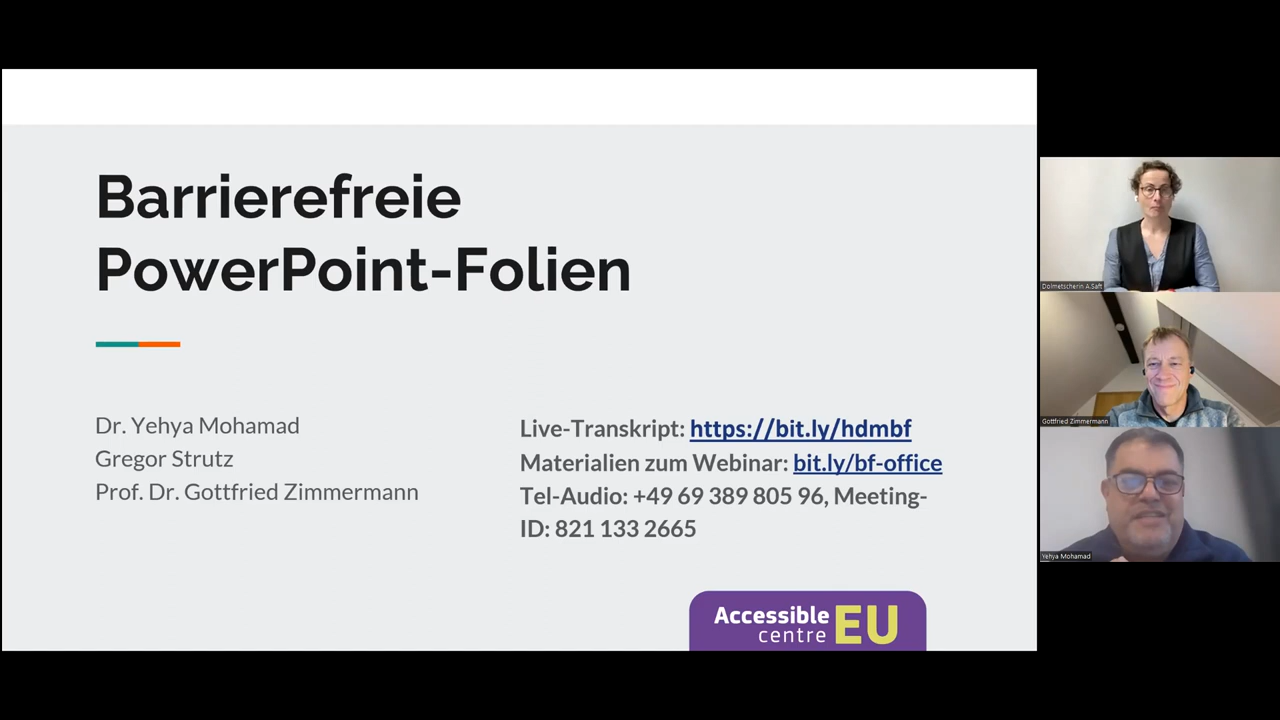 Barrierefreie
PowerPoint-Folien
Dr. Yehya Mohamad
Gregor Strutz
Prof. Dr. Gottfried Zimmermann
Live-Transkript: https://bit.ly/hdmbf
Materialien zum Webinar: bit.ly/bf-office
Tel-Audio: +49 69 389 805 96, Meeting-
ID: 821 133 2665
Accessible
centre
EU
Dolmetscherin A.Saft
Gottfried Zimmermann
Yehya Mohamad